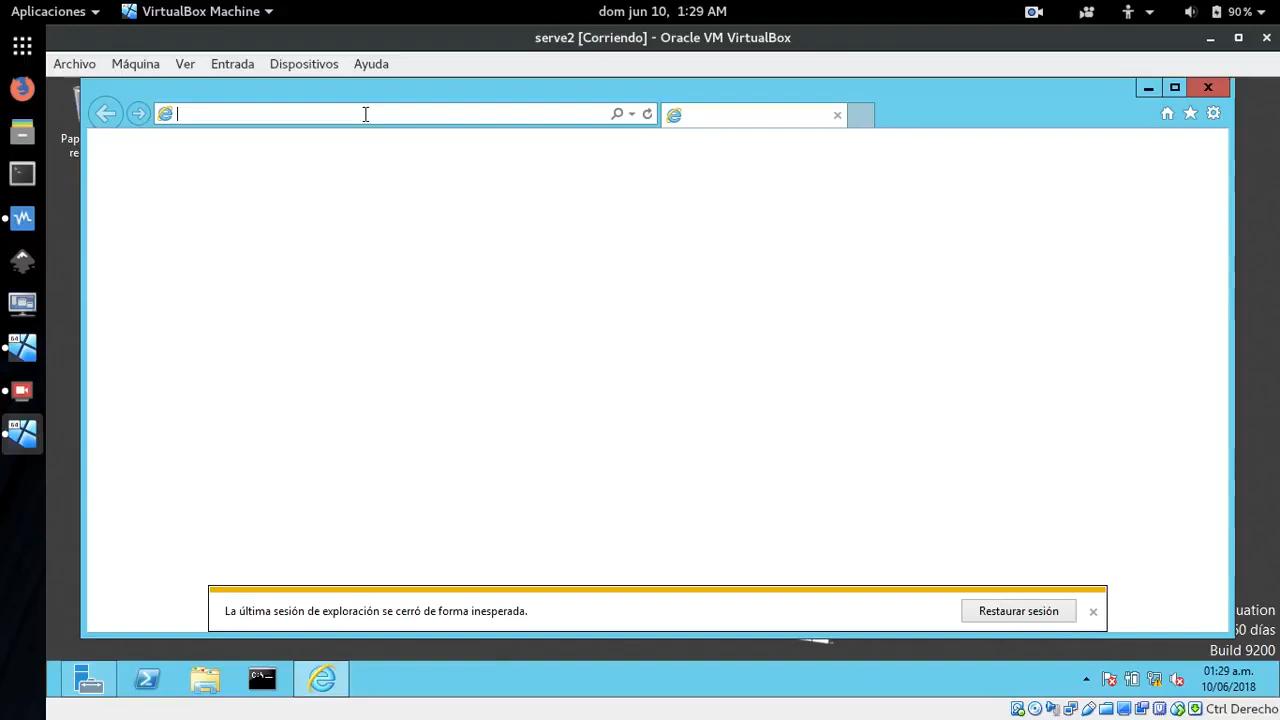 Aplicaciones
VirtualBox Machine
dom jun 10, 1:29 AM
90%
serve2 [Corriendo] - Oracle VM VirtualBox
Archivo
Máquina
Ver
Entrada
Dispositivos
Ayuda
Pap
re
La última sesión de exploración se cerró de forma inesperada.
Restaurar sesión
uation
días
Build 9200
01:29 a.m.
10/06/2018
Ctrl Derecho